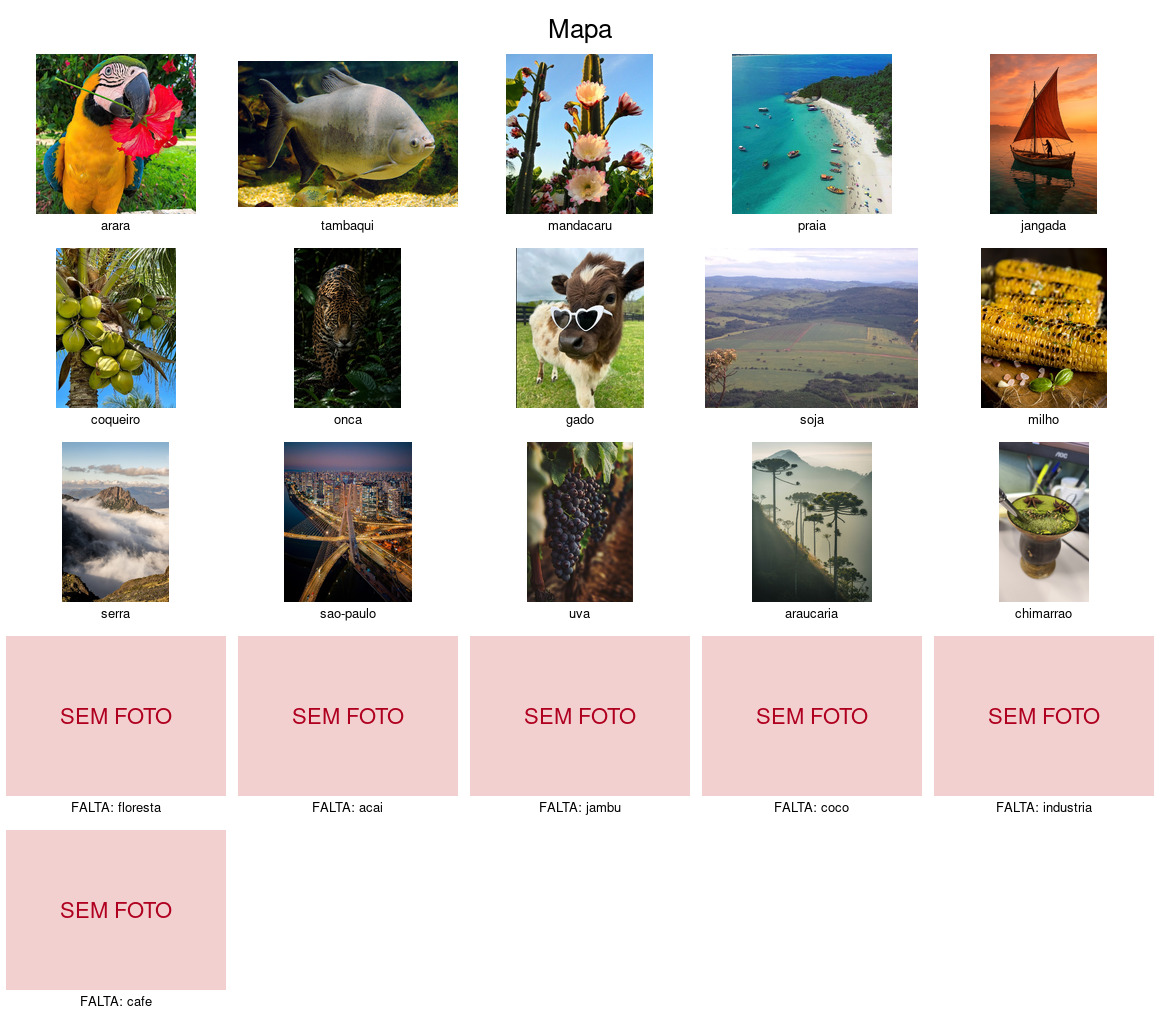 Mapa
arara
tambaqui
mandacaru
praia
jangada
coqueiro
onca
gado
soja
milho
AOC
serra
sao-paulo
uva
araucaria
chimarrao
SEM FOTO
SEM FOTO
SEM FOTO
SEM FOTO
SEM FOTO
FALTA: floresta
FALTA: acai
FALTA: jambu
FALTA: coco
FALTA: industria
SEM FOTO
FALTA: cafe